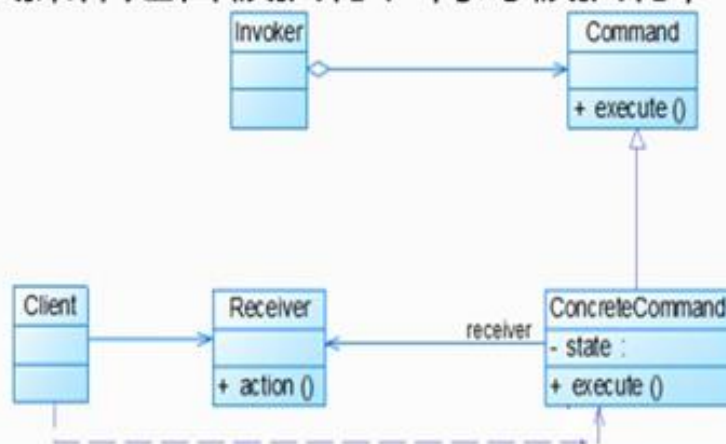 Invoker
Command
+ execute ()
Client
Receiver
ConcreteCommand
receiver
- state :
+ action ()
+ execute ()